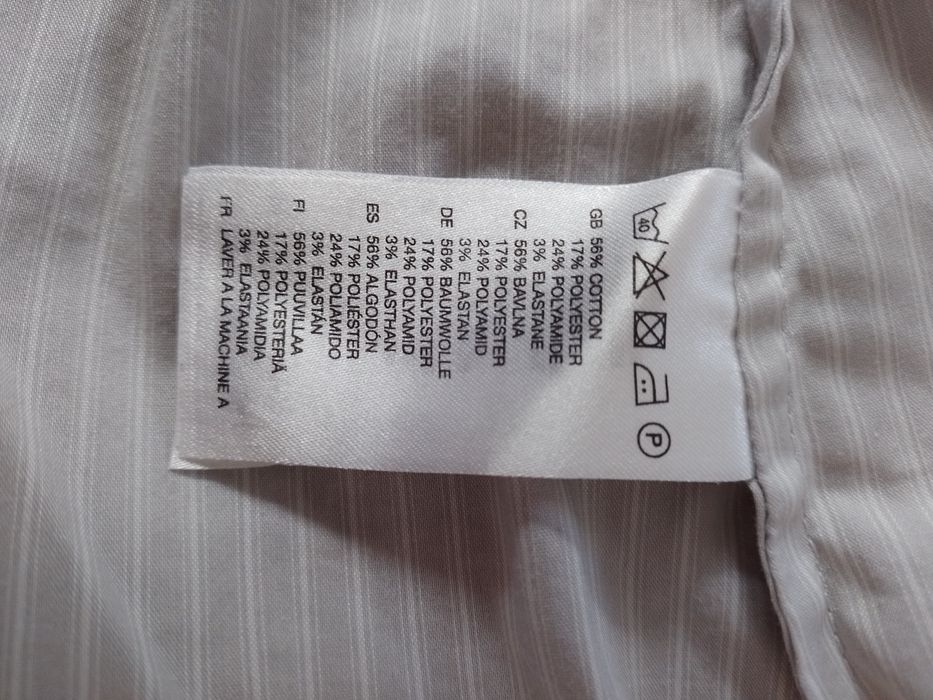 40
P
GB 56% COTTON
17% POLYESTER
24% POLYAMIDE
3% ELASTANE
CZ 56% BAVLNA
17% POLYESTER
24% POLYAMID
3% ELASTAN
DE 56% BAUMWOLLE
17% POLYESTER
24% POLYAMID
3% ELASTHAN
ES 56% ALGODÓN
17% POLIÉSTER
24% POLIAMIDO
3% ELASTÁN
FI 56% PUUVILLAA
17% POLYESTERIÄ
24% POLYAMIDIA
3% ELASTAANIA
FR LAVER A LA MACHINE A